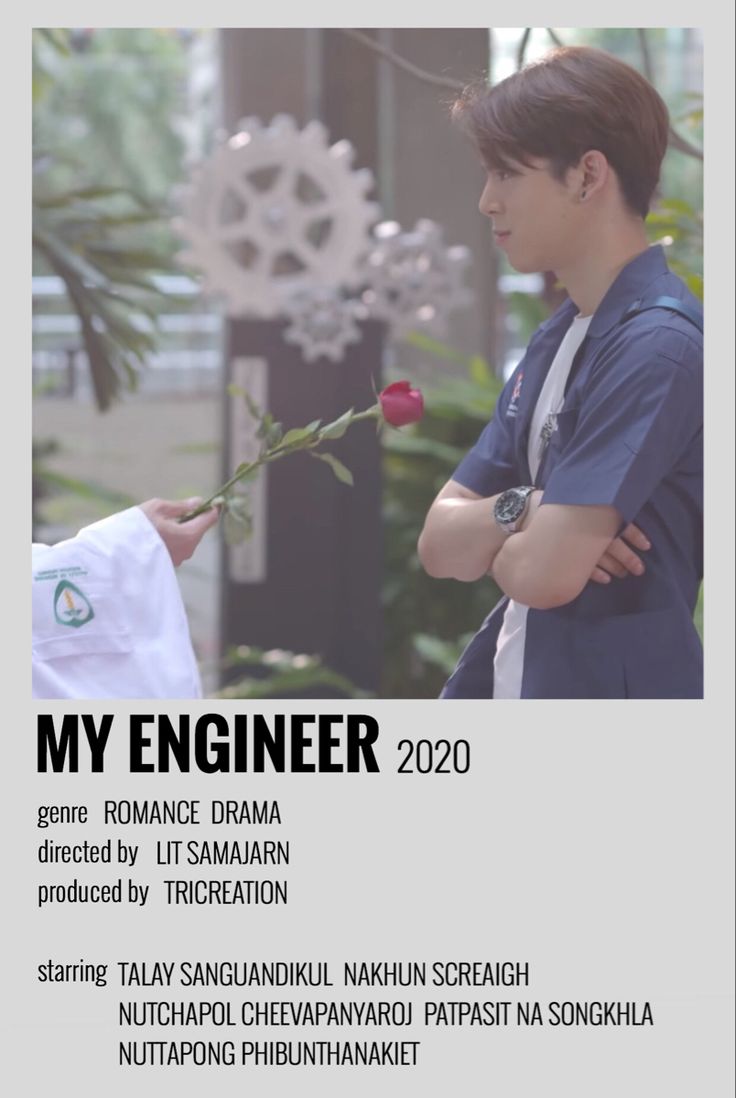 MY ENGINEER 2020
genre ROMANCE DRAMA
directed by LIT SAMAJARN
produced by TRICREATION
starring TALAY SANGUANDIKUL NAKHUN SCREAIGH
NUTCHAPOL CHEEVAPANYAROJ PATPASIT NA SONGKHLA
NUTTAPONG PHIBUNTHANAKIET